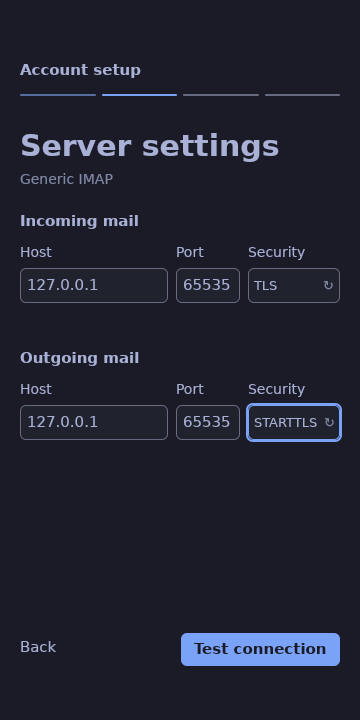 Account setup
Server settings
Generic IMAP
Incoming mail
Host Port Security
127.0.0.1 65535 TLS ↻
Outgoing mail
Host Port Security
127.0.0.1 65535 STARTTLS ↻
Back Test connection